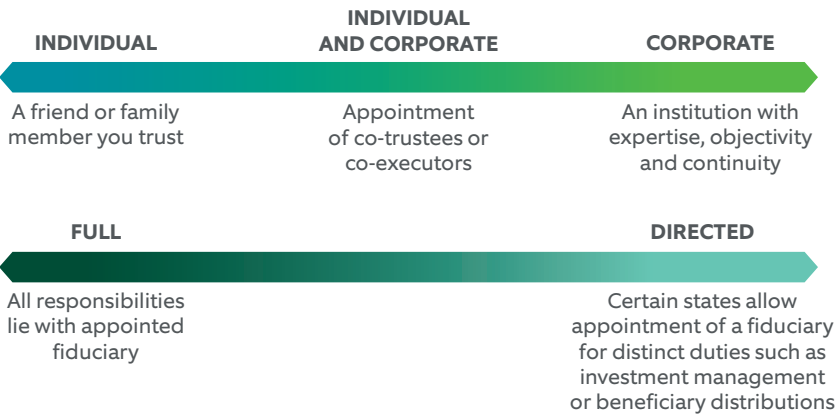 INDIVIDUAL
INDIVIDUAL
AND CORPORATE
CORPORATE
A friend or family
member you trust
Appointment
of co-trustees or
co-executors
An institution with
expertise, objectivity
and continuity
FULL
DIRECTED
All responsibilities
lie with appointed
fiduciary
Certain states allow
appointment of a fiduciary
for distinct duties such as
investment management
or beneficiary distributions